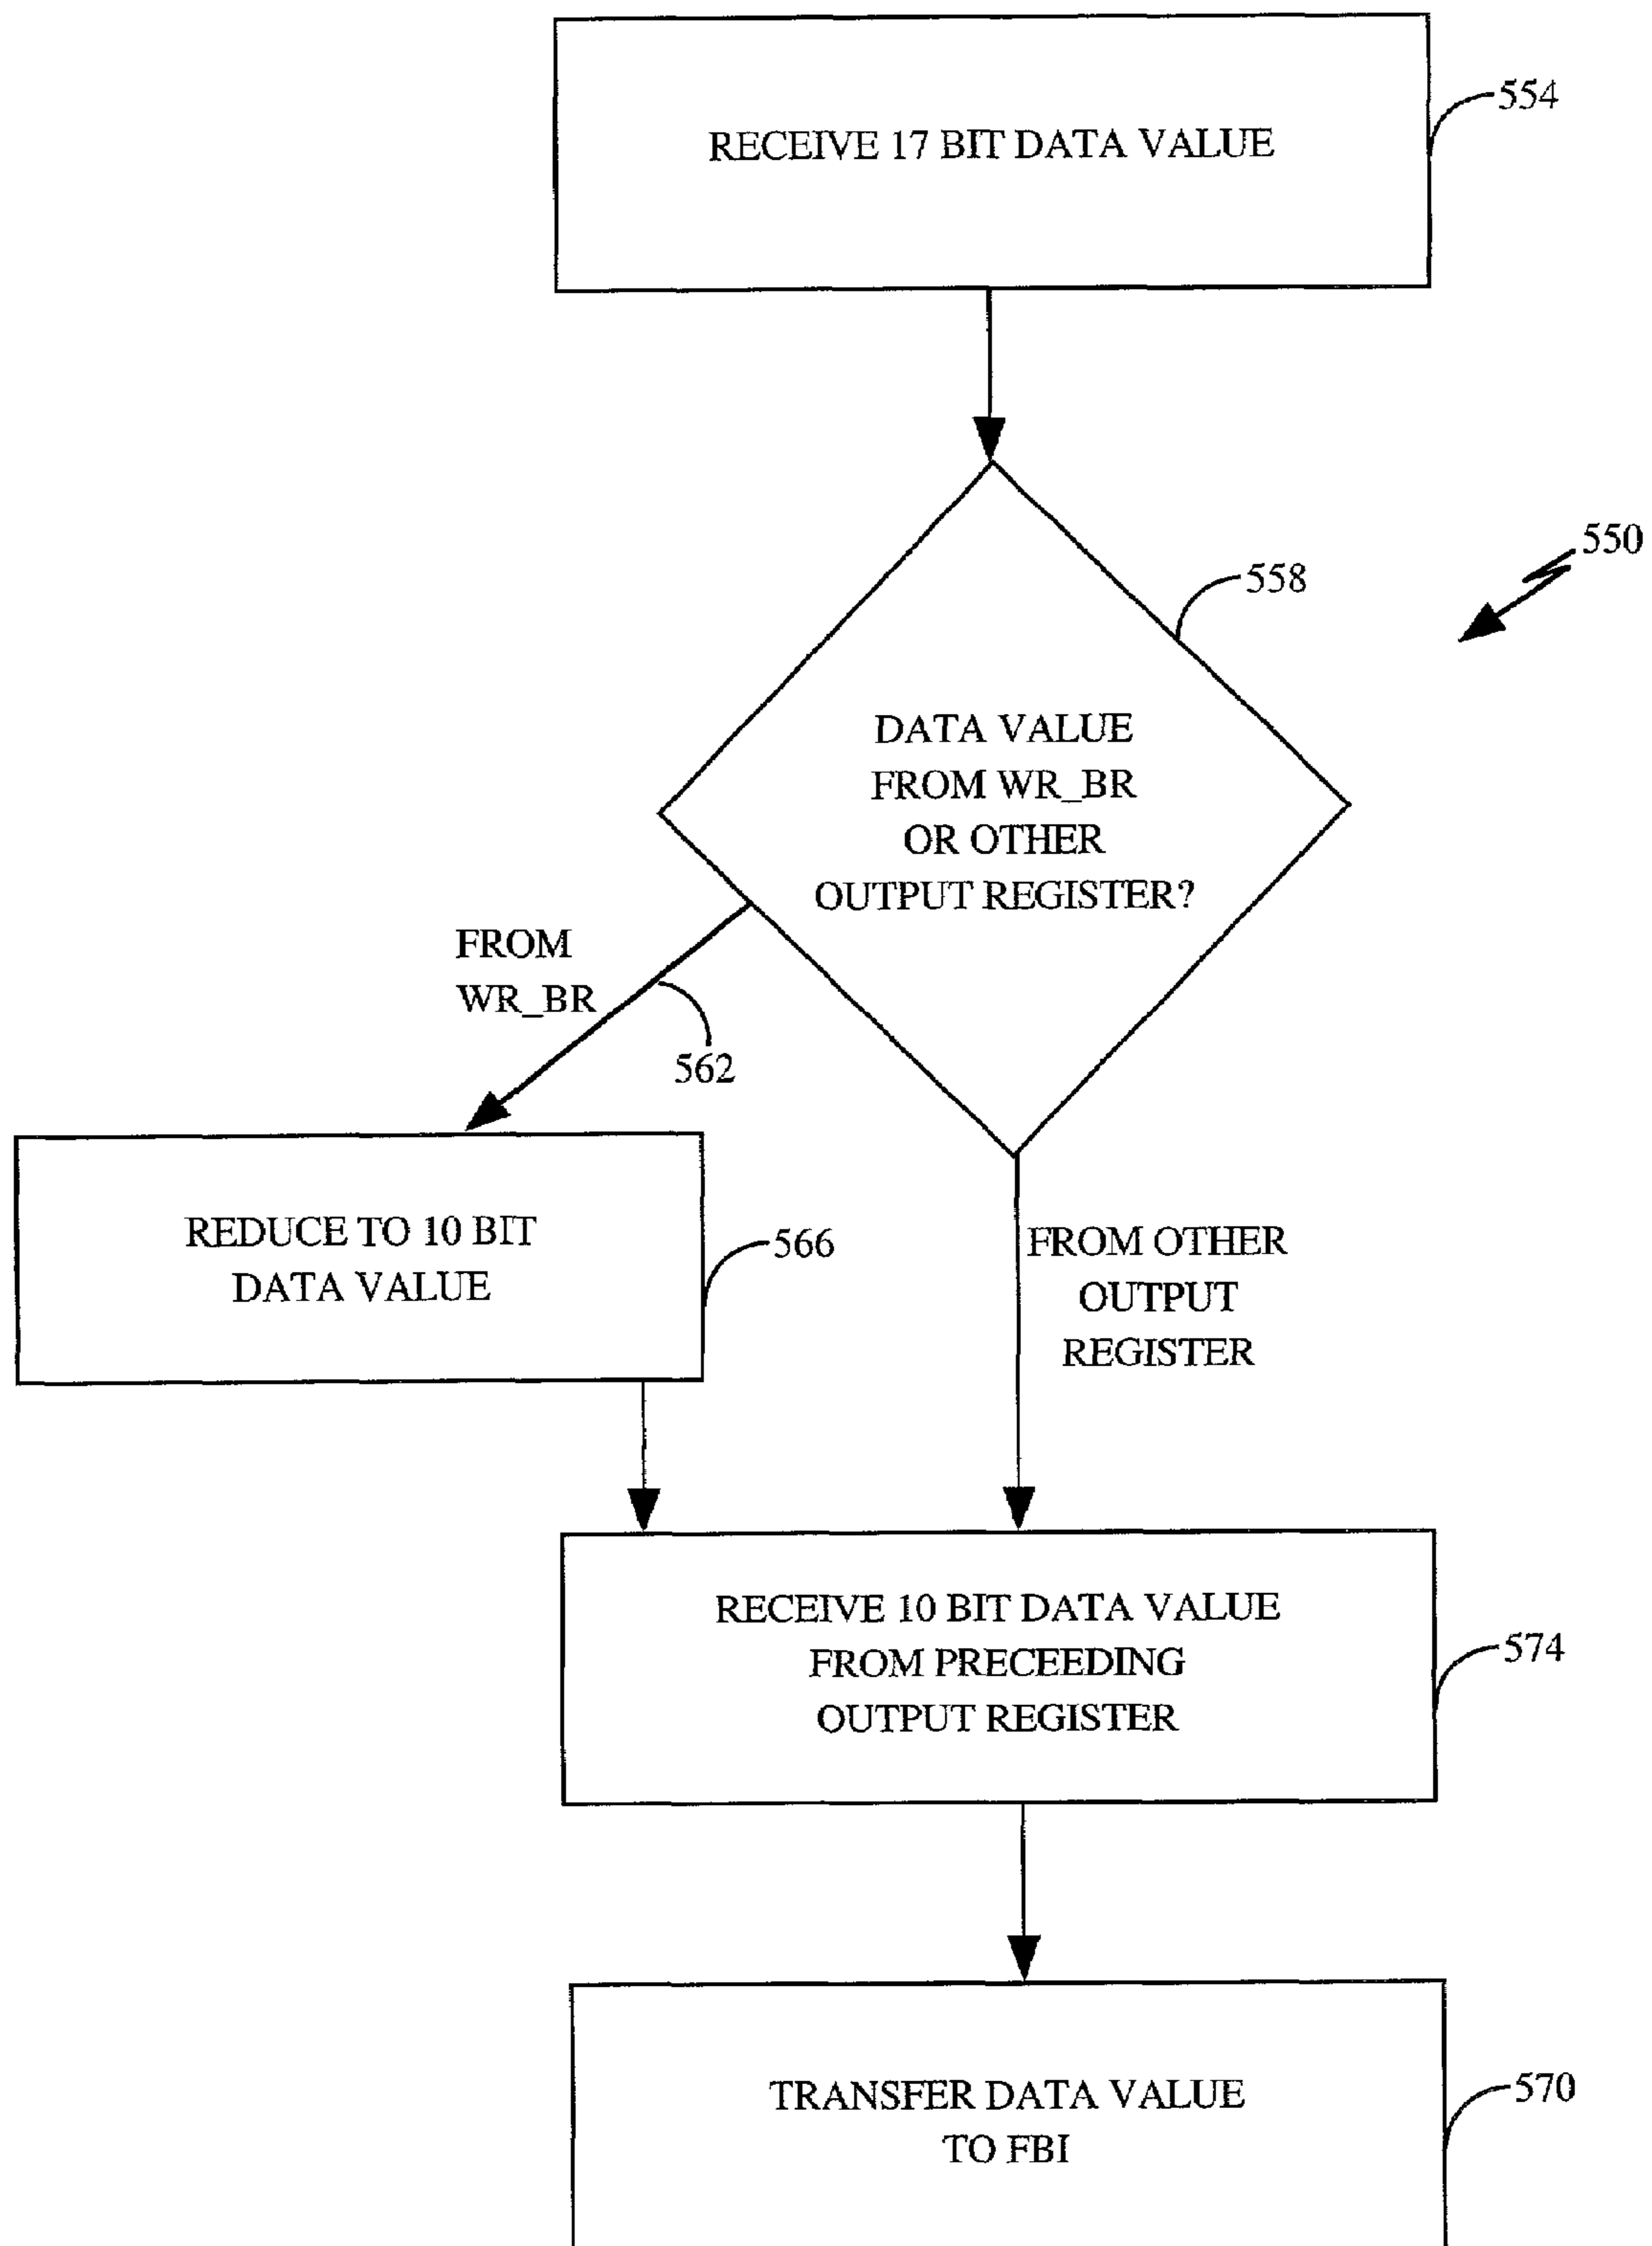 RECEIVE 17 BIT DATA VALUE
554
550
558
DATA VALUE
FROM WR_BR
OR OTHER
OUTPUT REGISTER?
FROM
WR_BR
562
REDUCE TO 10 BIT
DATA VALUE
566
FROM OTHER
OUTPUT
REGISTER
RECEIVE 10 BIT DATA VALUE
FROM PRECEEDING
OUTPUT REGISTER
574
TRANSFER DATA VALUE
TO FBI
570